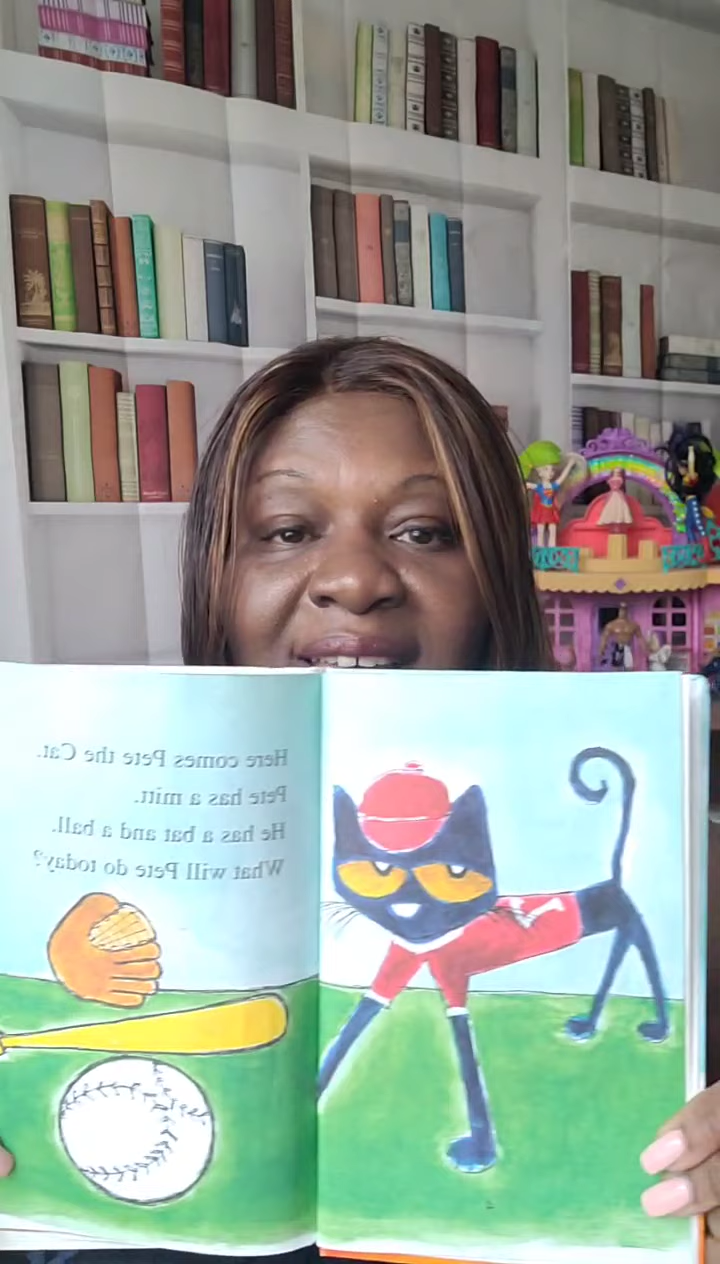 Here comes Pete the Cat.
Pete has a mitt.
He has a bat and a ball.
What will Pete do today?